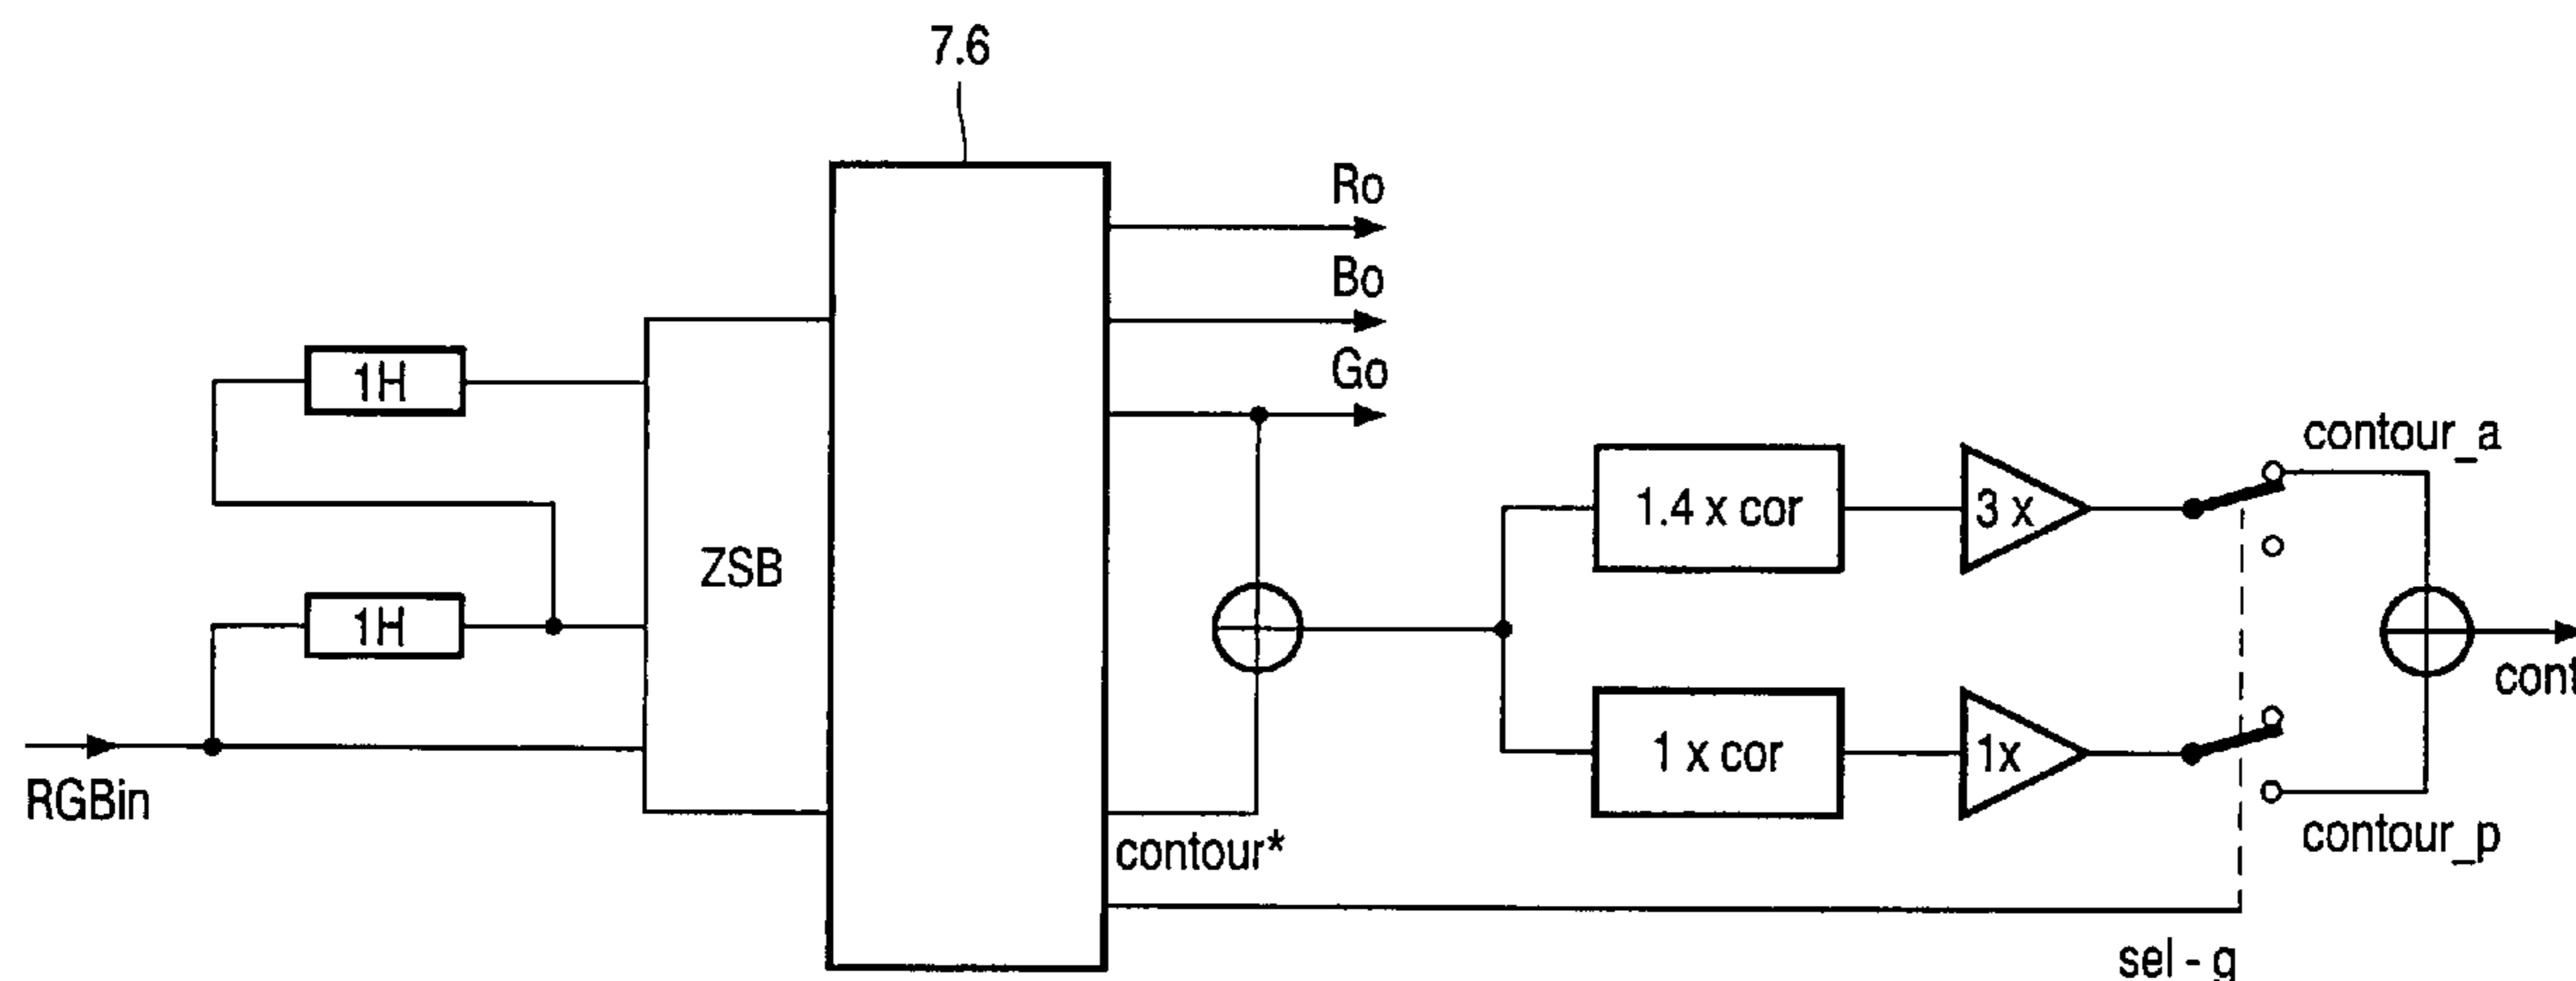 7.6
Ro
Bo
Go
1H
1H
ZSB
RGBin
contour*
1.4 x cor
3 x
1 x cor
1x
contour_a
contour_p
cont
sel - g